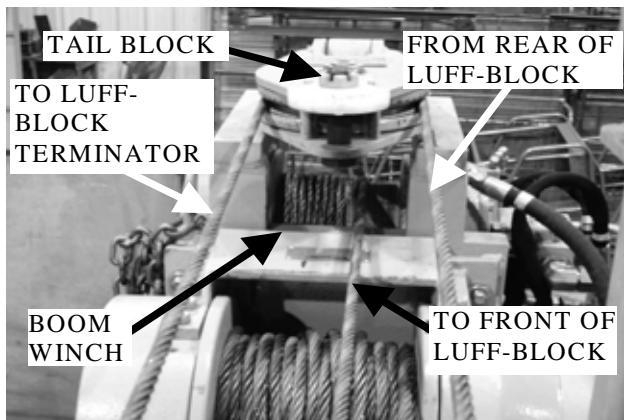 TAIL BLOCK
FROM REAR OF
LUFF-BLOCK
TO LUFF-
BLOCK
TERMINATOR
BOOM
WINCH
TO FRONT OF
LUFF-BLOCK